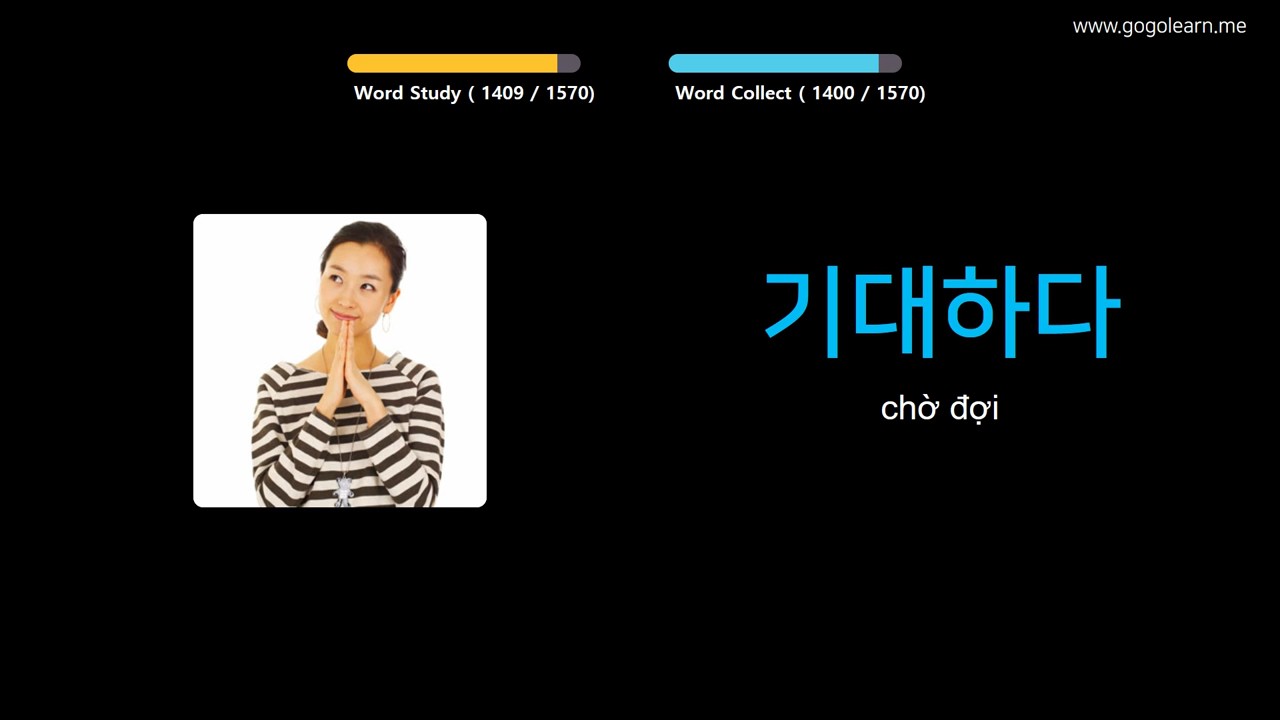 www.gogolearn.me
Word Study ( 1409 / 1570)
Word Collect ( 1400 / 1570)
기대하다
chờ đợi